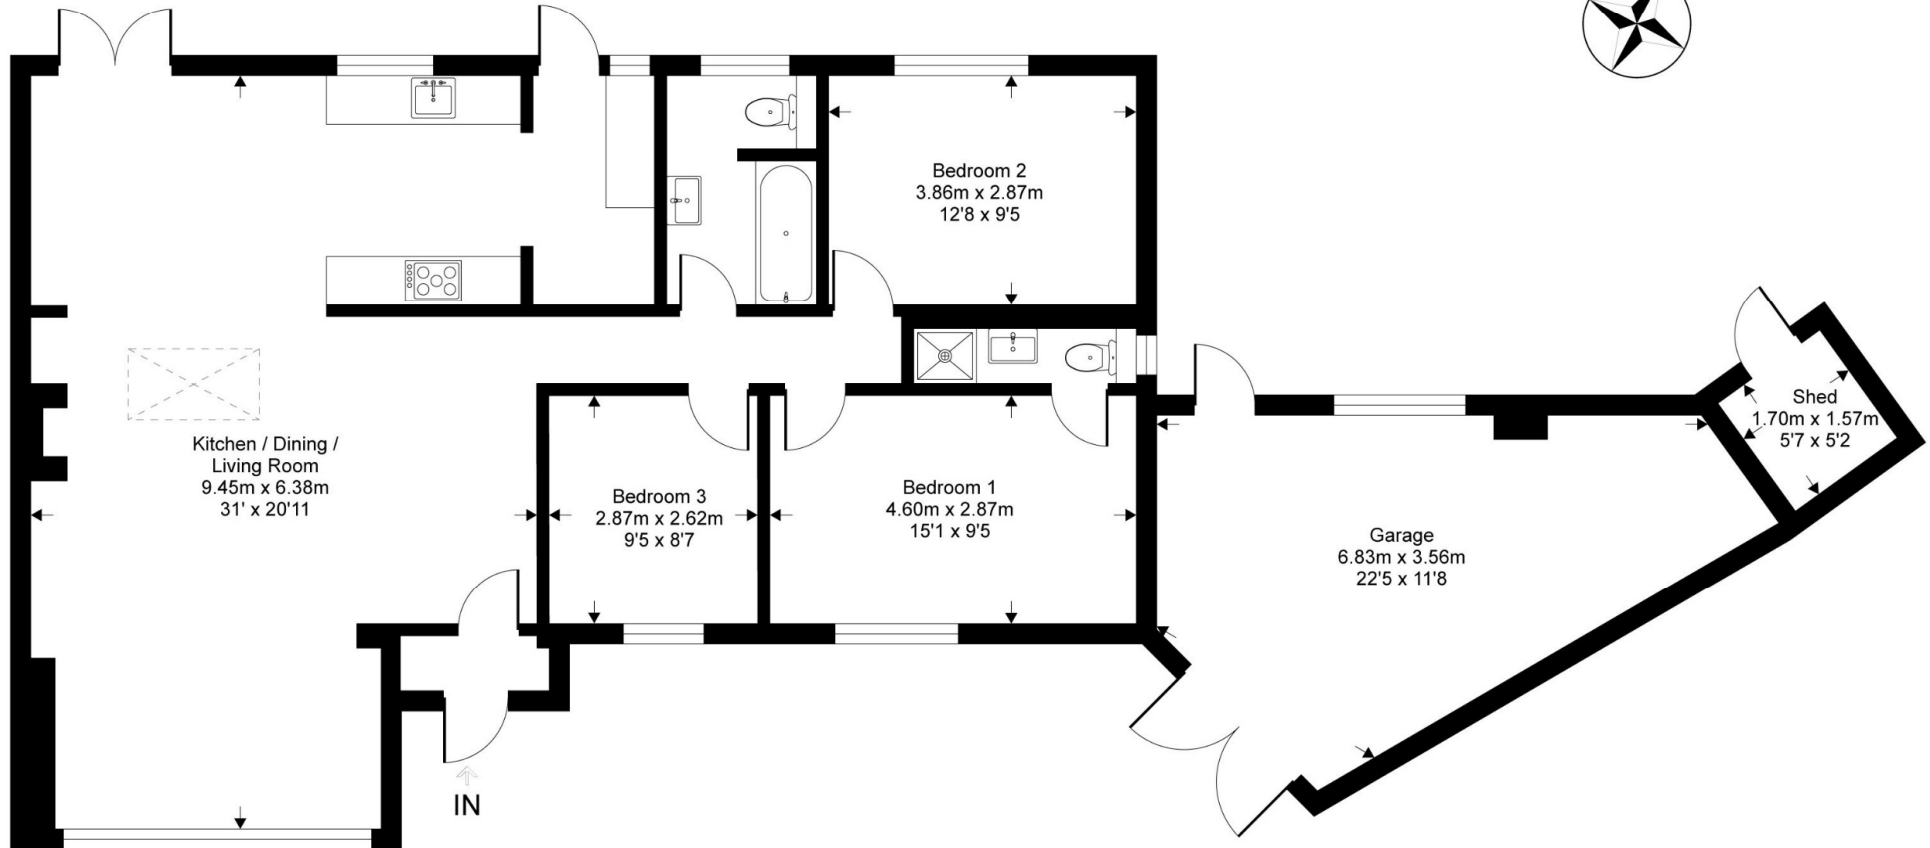 Bedroom 2
3.86m x 2.87m
12'8 x 9'5
Shed
1.70m x 1.57m
5'7 x 5'2
Kitchen / Dining /
Living Room
9.45m x 6.38m
31' x 20'11
Bedroom 3
2.87m x 2.62m
9'5 x 8'7
Bedroom 1
4.60m x 2.87m
15'1 x 9'5
Garage
6.83m x 3.56m
22'5 x 11'8
IN